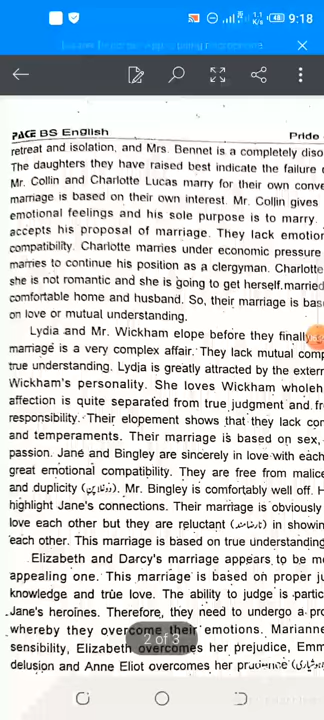 1.1 K/s 48 9:18
PACE BS English Pride
retreat and isolation, and Mrs. Bennet is a completely diso
The daughters they have raised best indicate the failure
Mr. Collin and Charlotte Lucas marry for their own conve
marriage is based on their own interest. Mr. Collin gives
emotional feelings and his sole purpose is to marry.
accepts his proposal of marriage. They lack emotion
compatibility. Charlotte marries under economic pressure
marries to continue his position as a clergyman. Charlotte
she is not romantic and she is going to get herself married
comfortable home and husband. So, their marriage is bas
on love or mutual understanding.
Lydia and Mr. Wickham elope before they finally
marriage is a very complex affair. They lack mutual comp
true understanding. Lydia is greatly attracted by the exter
Wickham's personality. She loves Wickham wholeh
affection is quite separated from true judgment and fr
responsibility. Their elopement shows that they lack con
and temperaments. Their marriage is based on sex,
passion. Jane and Bingley are sincerely in love with each
great emotional compatibility. They are free from malice
and duplicity (دوغلاپن). Mr. Bingley is comfortably well off. H
highlight Jane's connections. Their marriage is obviously
love each other but they are reluctant (نارضامند) in showin
each other. This marriage is based on true understanding
Elizabeth and Darcy's marriage appears to be mo
appealing one. This marriage is based on proper ju
knowledge and true love. The ability to judge is partic
Jane's heroines. Therefore, they need to undergo a pro
whereby they overcome their emotions. Marianne
sensibility, Elizabeth overcomes her prejudice, Emm
delusion and Anne Eliot overcomes her prudence
2 of 3